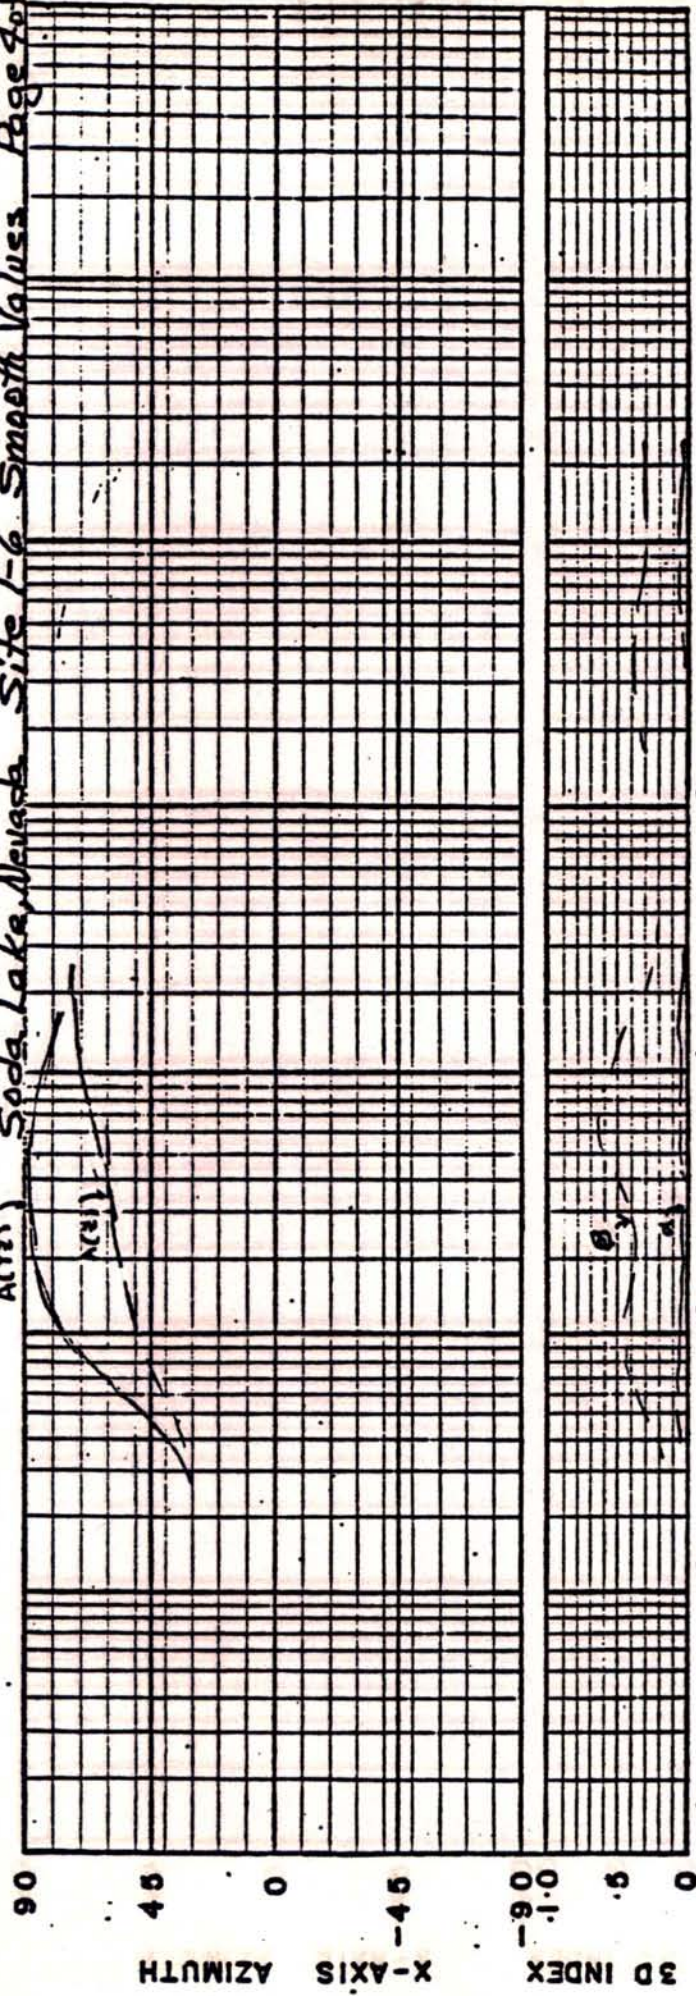 Soda Lake, Nevada Site 1-6 Smooth Values Page 4
90
45
0
-45
-90
X-AXIS AZIMUTH
1.0
.5
0
3D INDEX
β
α